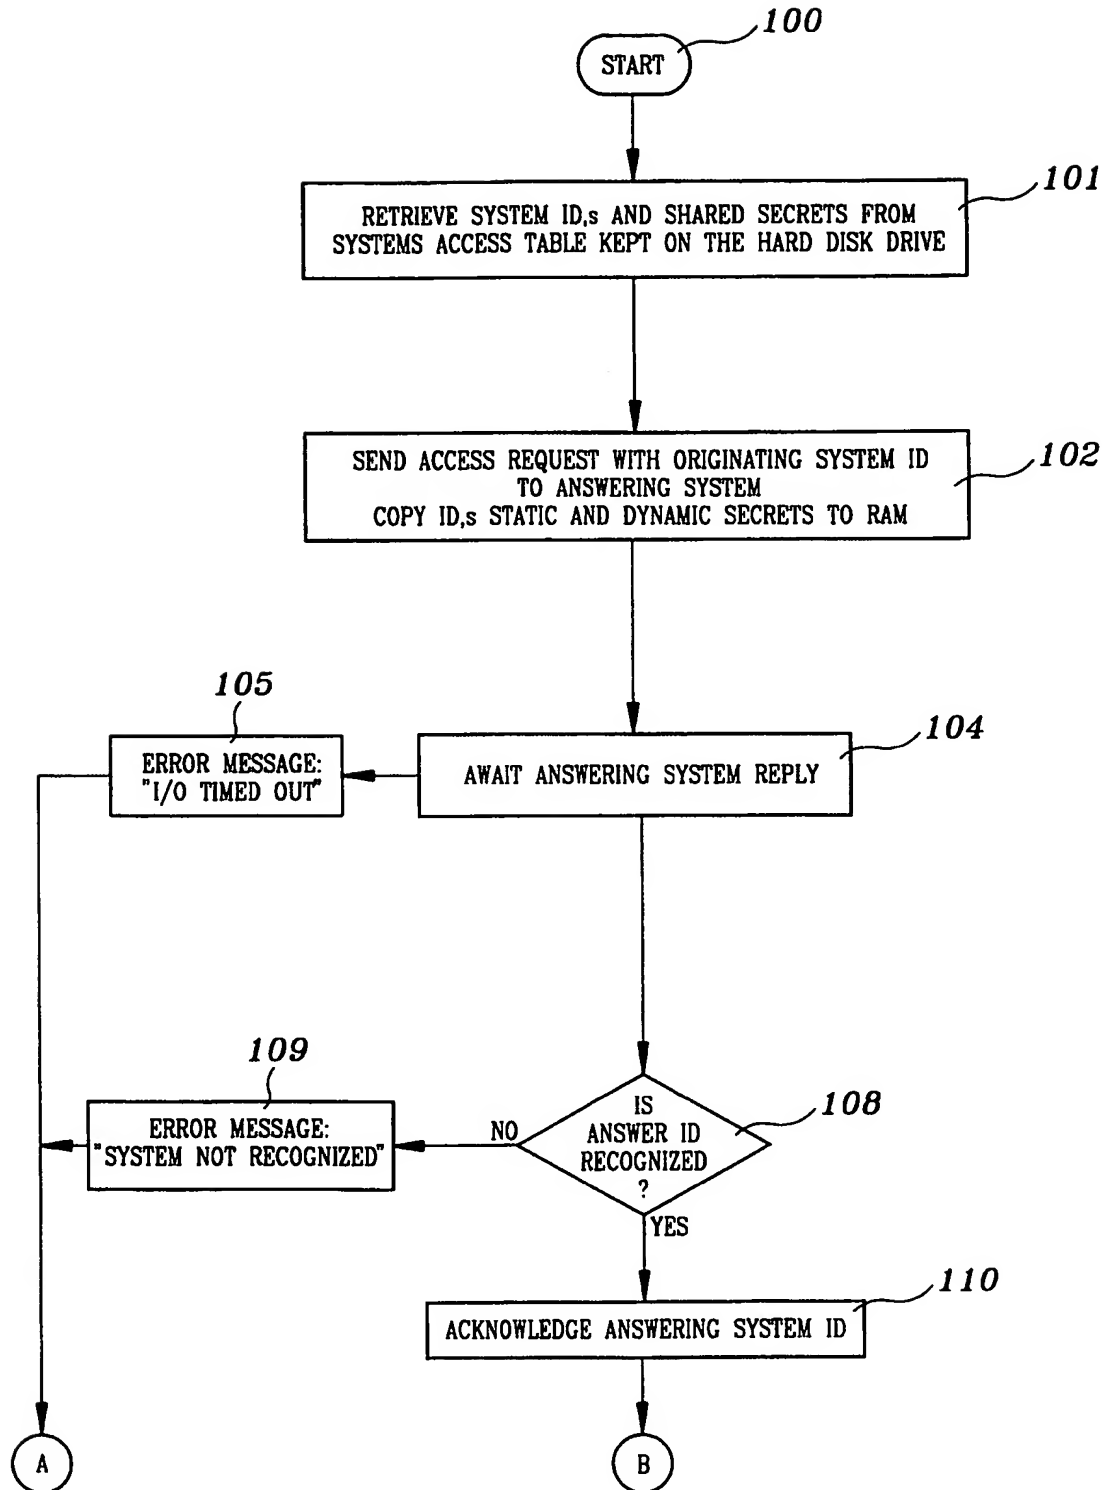 100
START
101
RETRIEVE SYSTEM ID,s AND SHARED SECRETS FROM
SYSTEMS ACCESS TABLE KEPT ON THE HARD DISK DRIVE
102
SEND ACCESS REQUEST WITH ORIGINATING SYSTEM ID
TO ANSWERING SYSTEM
COPY ID,s STATIC AND DYNAMIC SECRETS TO RAM
105
ERROR MESSAGE:
"I/O TIMED OUT"
104
AWAIT ANSWERING SYSTEM REPLY
109
ERROR MESSAGE:
"SYSTEM NOT RECOGNIZED"
NO
108
IS
ANSWER ID
RECOGNIZED
?
YES
110
ACKNOWLEDGE ANSWERING SYSTEM ID
A
B